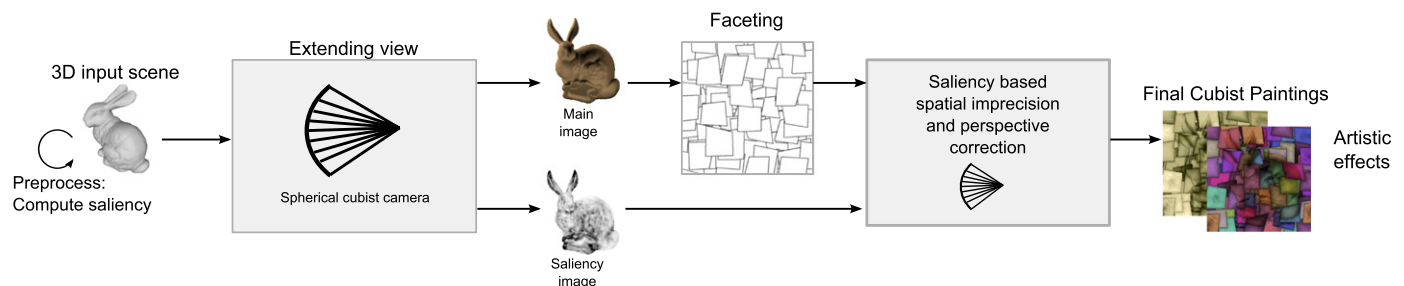 3D input scene
Preprocess:
Compute saliency
Extending view
Spherical cubist camera
Main
image
Saliency
image
Faceting
Saliency based
spatial imprecision
and perspective
correction
Final Cubist Paintings
Artistic
effects